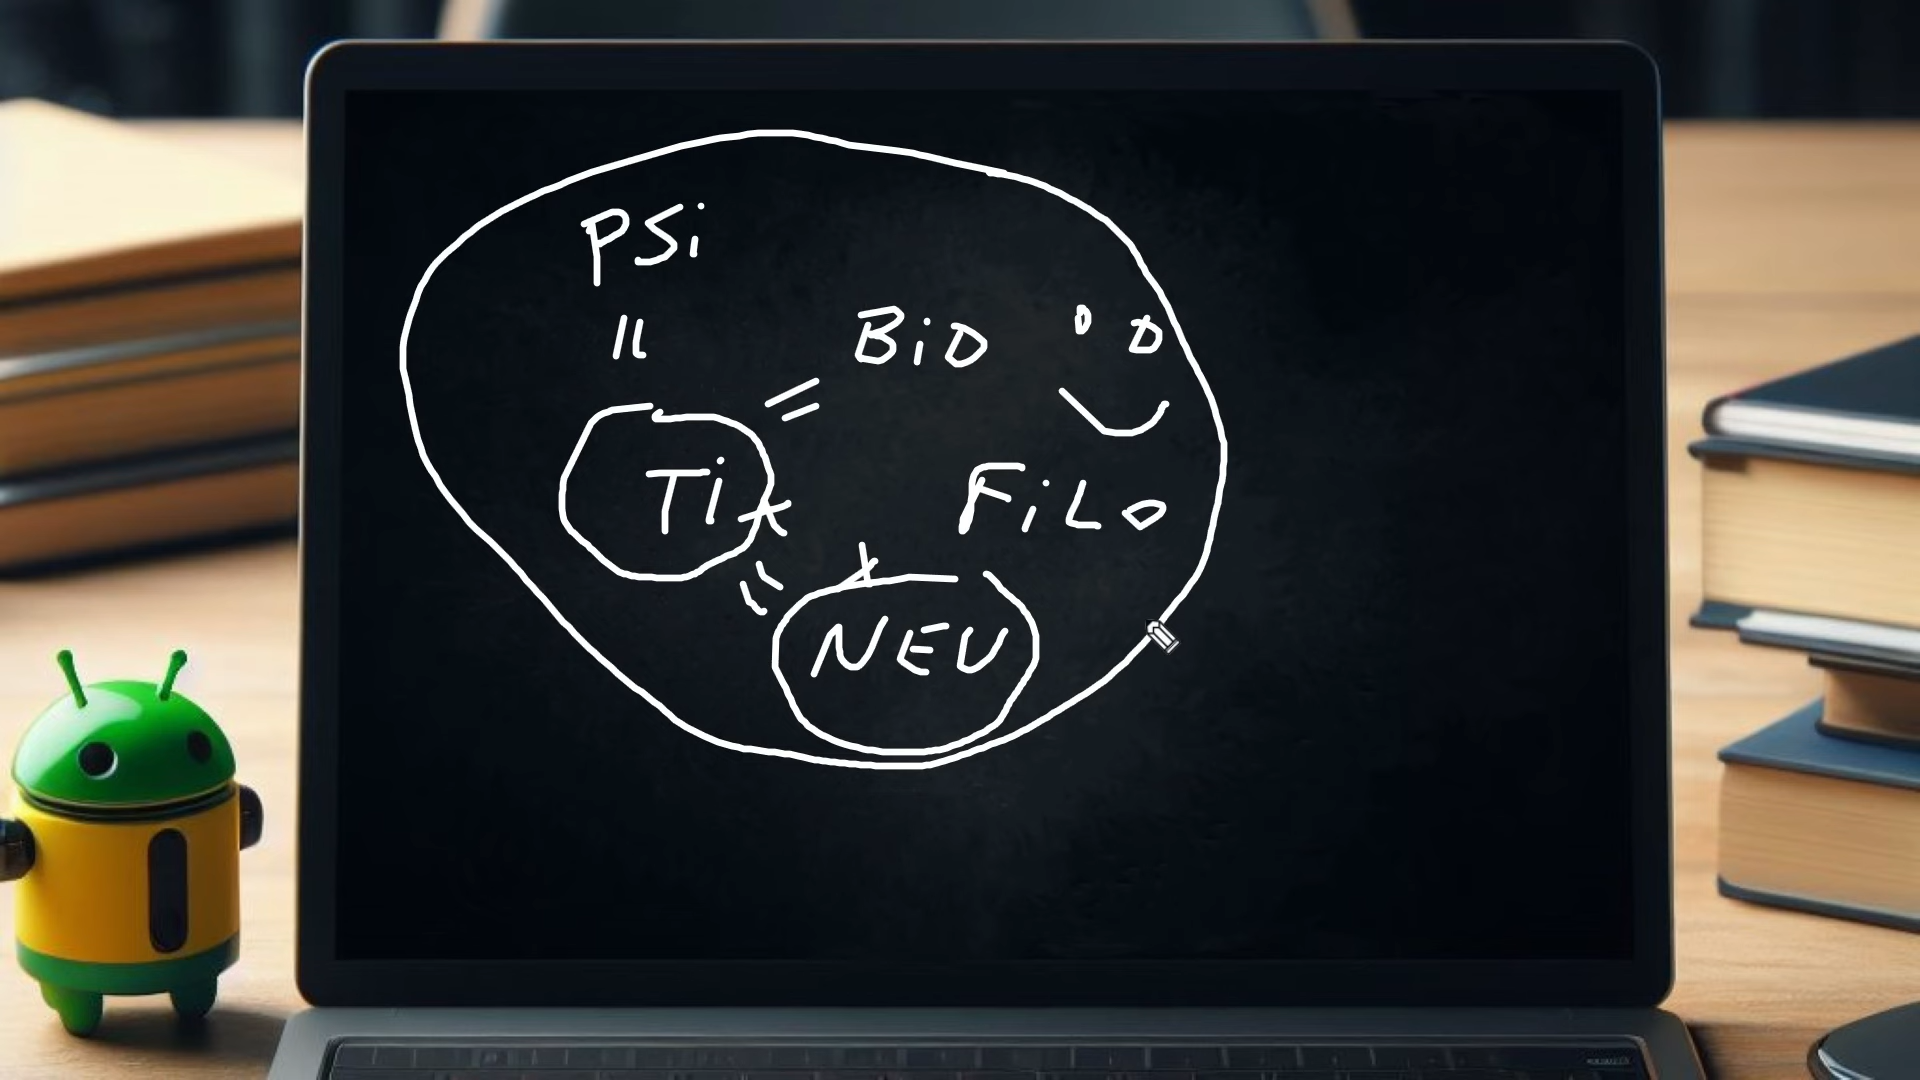 PSi
=
= BiO
Ti
FiLo
=
NEU